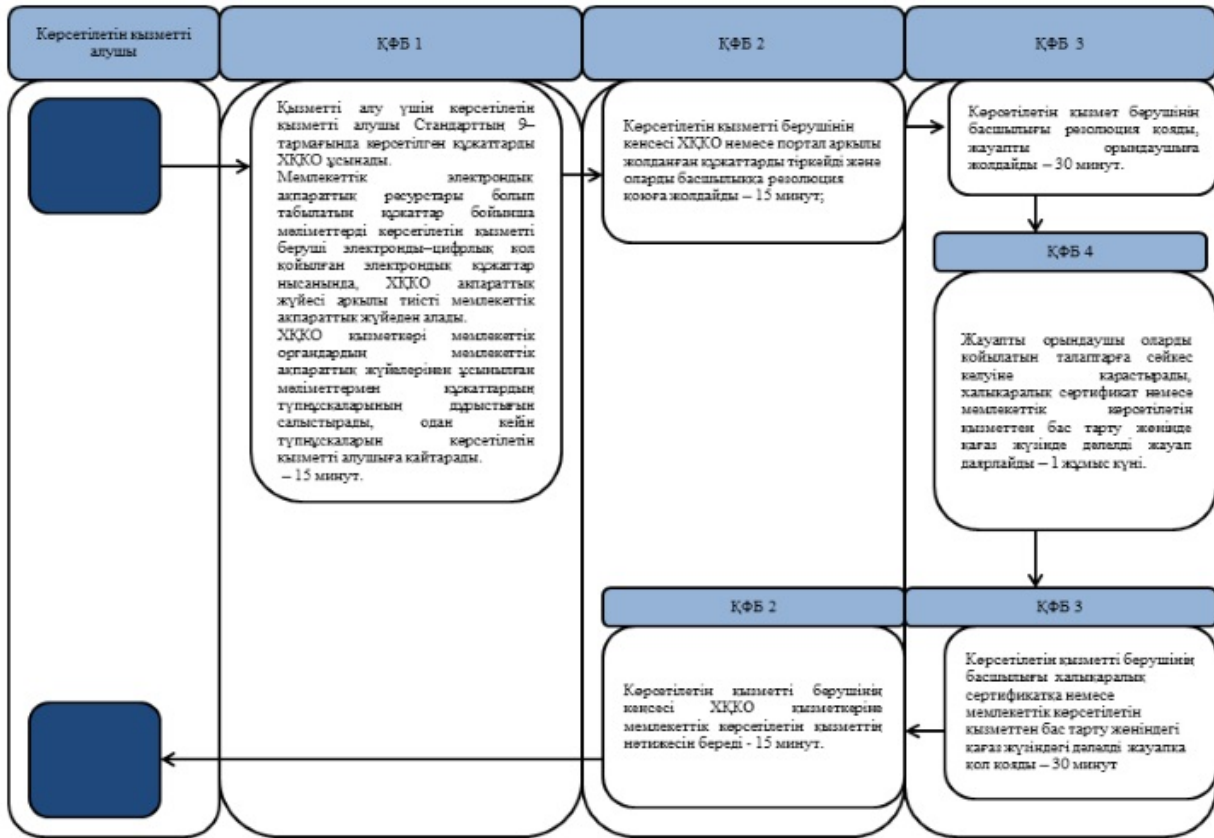 Көрсетілетін қызметті
алушы
ҚФБ 1
ҚФБ 2
ҚФБ 3
Қызметті алу үшін көрсетілетін
қызметті алушы Стандарттың 9–
тармағында көрсетілген құжаттарды
ХҚКО ұсынады.
Мемлекеттік электрондық
ақпараттық ресурстары болып
табылатын құжаттар бойынша
мәліметтерді көрсетілетін қызметті
беруші электронды–цифрлық қол
қойылған электрондық құжаттар
нысанында, ХҚКО ақпараттық
жүйесі арқылы тиісті мемлекеттік
ақпараттық жүйеден алады.
ХҚКО қызметкері мемлекеттік
органдардың мемлекеттік
ақпараттық жүйелерінен ұсынылған
мәліметтермен құжаттардың
түпнұсқаларының дұрыстығын
салыстырады, одан кейін
түпнұсқаларын көрсетілетін
қызметті алушыға қайтарады.
– 15 минут.
Көрсетілетін қызметті берушінің
кеңсесі ХҚКО немесе портал арқылы
жолданған құжаттарды тіркейді және
оларды басшылыққа резолюция
қоюға жолдайды – 15 минут;
Көрсетілетін қызмет берушінің
басшылығы резолюция қояды,
жауапты орындаушыға
жолдайды – 30 минут.
ҚФБ 4
Жауапты орындаушы оларды
қойылатын талаптарға сәйкес
келуіне қарастырады,
халықаралық сертификат немесе
мемлекеттік көрсетілетін
қызметтен бас тарту жөнінде
қағаз жүзінде дәлелді жауап
даярлайды – 1 жұмыс күні.
ҚФБ 2
ҚФБ 3
Көрсетілетін қызметті берушінің
кеңсесі ХҚКО қызметкеріне
мемлекеттік көрсетілетін қызметтің
нәтижесін береді - 15 минут.
Көрсетілетін қызметті берушінің
басшылығы халықаралық
сертификатқа немесе
мемлекеттік көрсетілетін
қызметтен бас тарту жөніндегі
қағаз жүзіндегі дәлелді жауапқа
қол қояды – 30 минут